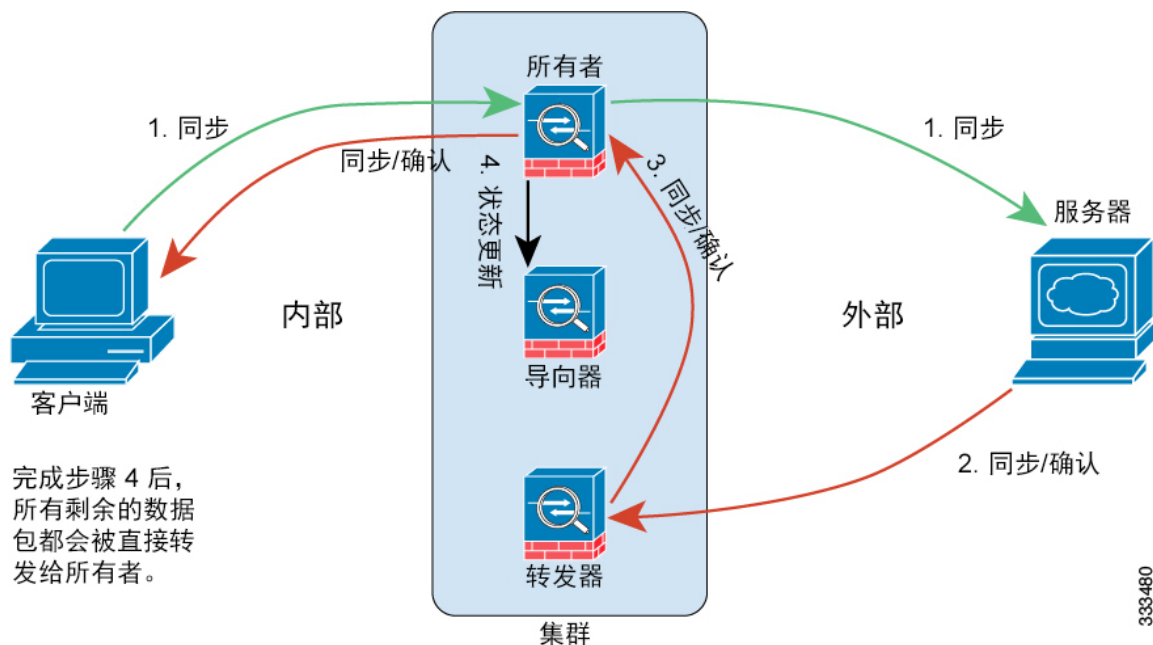 所有者
1. 同步
1. 同步
同步/确认
4. 状态更新
3. 同步/确认
服务器
内部
外部
导向器
客户端
2. 同步/确认
完成步骤 4 后，
所有剩余的数据
包都会被直接转
发给所有者。
转发器
集群
333480